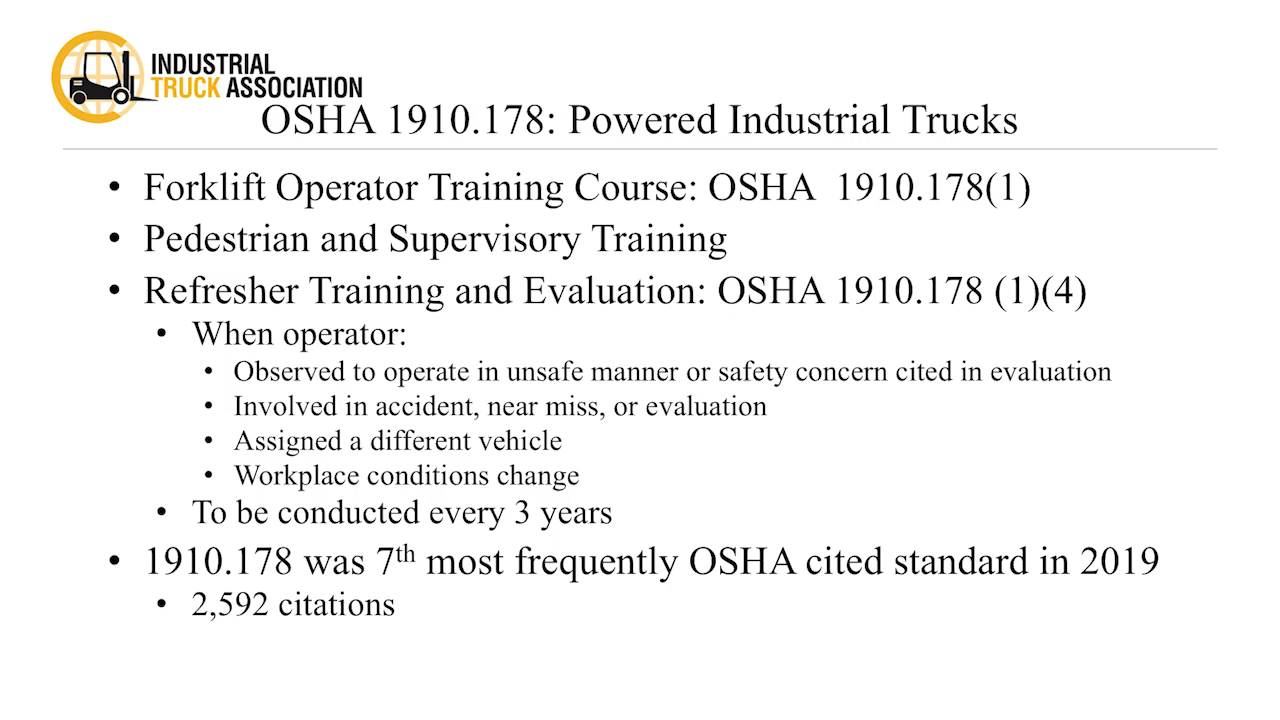 INDUSTRIAL
TRUCK ASSOCIATION
OSHA 1910.178: Powered Industrial Trucks
• Forklift Operator Training Course: OSHA  1910.178(1)
• Pedestrian and Supervisory Training
• Refresher Training and Evaluation: OSHA 1910.178 (1)(4)
• When operator:
• Observed to operate in unsafe manner or safety concern cited in evaluation
• Involved in accident, near miss, or evaluation
• Assigned a different vehicle
• Workplace conditions change
• To be conducted every 3 years
• 1910.178 was 7th most frequently OSHA cited standard in 2019
• 2,592 citations